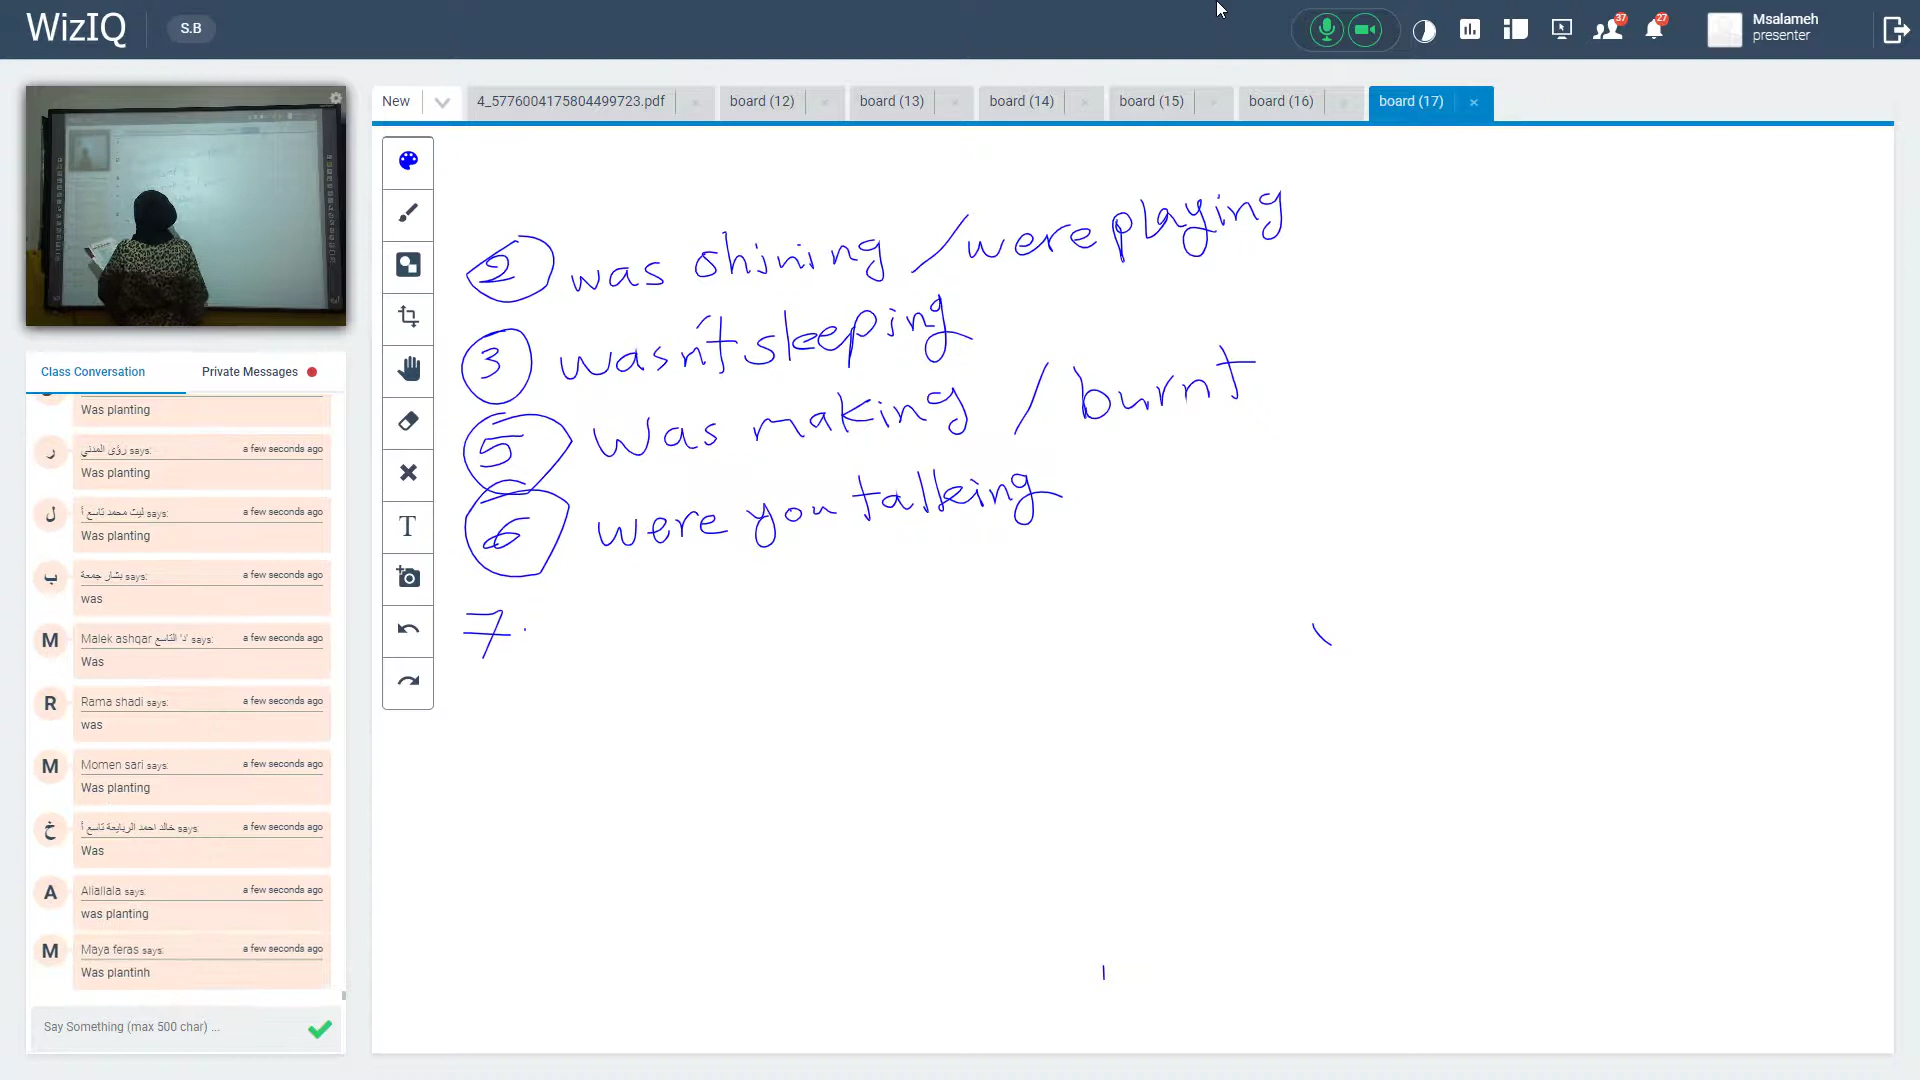 WizIQ
S.B
37
27
Msalameh
presenter
New
4_5776004175804499723.pdf
board (12)
board (13)
board (14)
board (15)
board (16)
board (17)
Class Conversation
Private Messages
Was planting
ر
رؤى المدني says:
a few seconds ago
Was planting
ل
ليث محمد تاسع أ says:
a few seconds ago
Was planting
ب
بشار جمعة says:
a few seconds ago
was
M
Malek ashqar 'د' التاسع says:
a few seconds ago
Was
R
Rama shadi says:
a few seconds ago
was
M
Momen sari says:
a few seconds ago
Was planting
خ
خالد احمد الربايعة تاسع أ says:
a few seconds ago
Was
A
says:
a few seconds ago
was planting
M
Maya feras says:
a few seconds ago
Was plantinh
Say Something (max 500 char) ...
T
2 was shining / were playing
3 wasn't sleeping
5 Was making / burnt
6 were you talking
7.